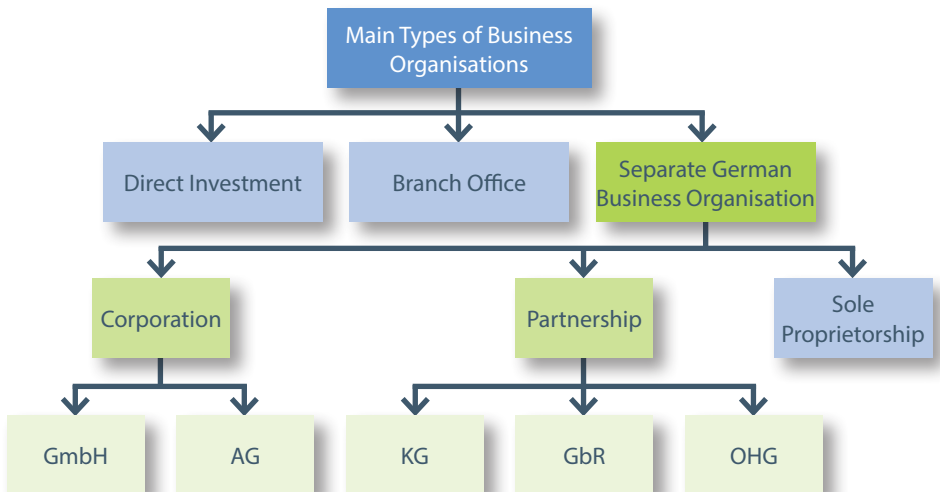 Main Types of Business
Organisations
Direct Investment
Branch Office
Separate German
Business Organisation
Corporation
Partnership
Sole
Proprietorship
GmbH
AG
KG
GbR
OHG